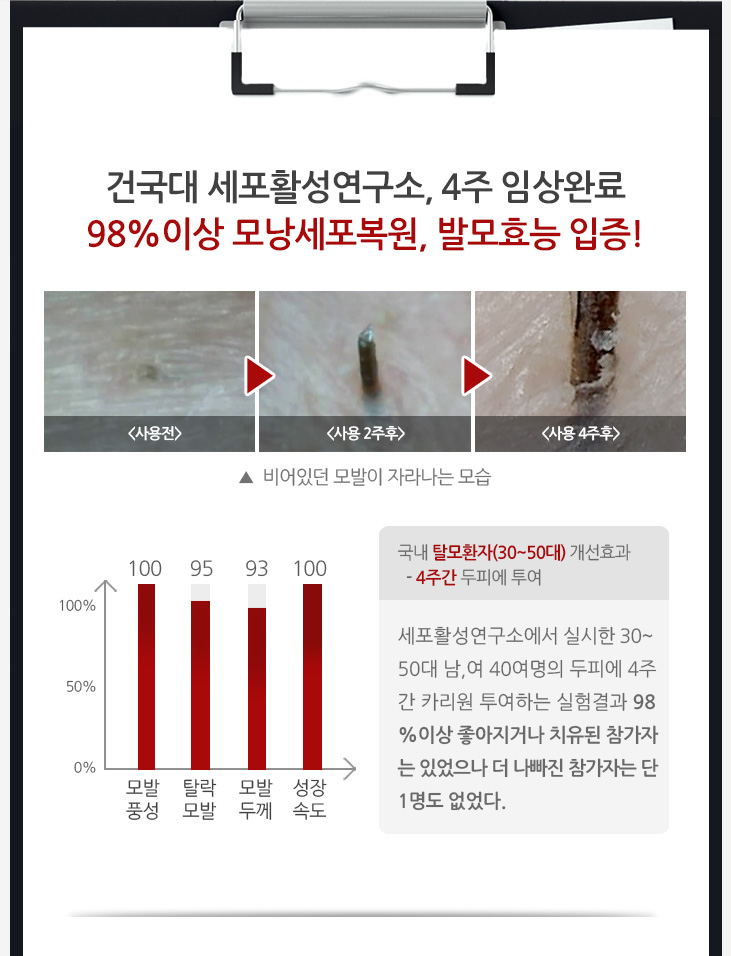 건국대 세포활성연구소, 4주 임상완료
98%이상 모낭세포복원, 발모효능 입증!
<사용전>
<사용 2주후>
<사용 4주후>
▲ 비어있던 모발이 자라나는 모습
100 95 93 100
100%
50%
0%
모발 풍성
탈락 모발
모발 두께
성장 속도
국내 탈모환자(30~50대) 개선효과
- 4주간 두피에 투여
세포활성연구소에서 실시한 30~
50대 남,여 40여명의 두피에 4주
간 카리원 투여하는 실험결과 98
%이상 좋아지거나 치유된 참가자
는 있었으나 더 나빠진 참가자는 단
1명도 없었다.